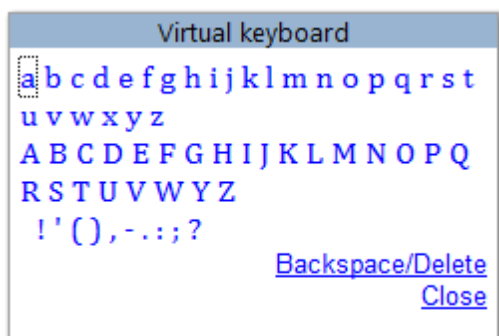 Virtual keyboard
a b c d e f g h i j k l m n o p q r s t
u v w x y z
A B C D E F G H I J K L M N O P Q
R S T U V W Y Z
! ' ( ) , - . : ; ?
Backspace/Delete
Close